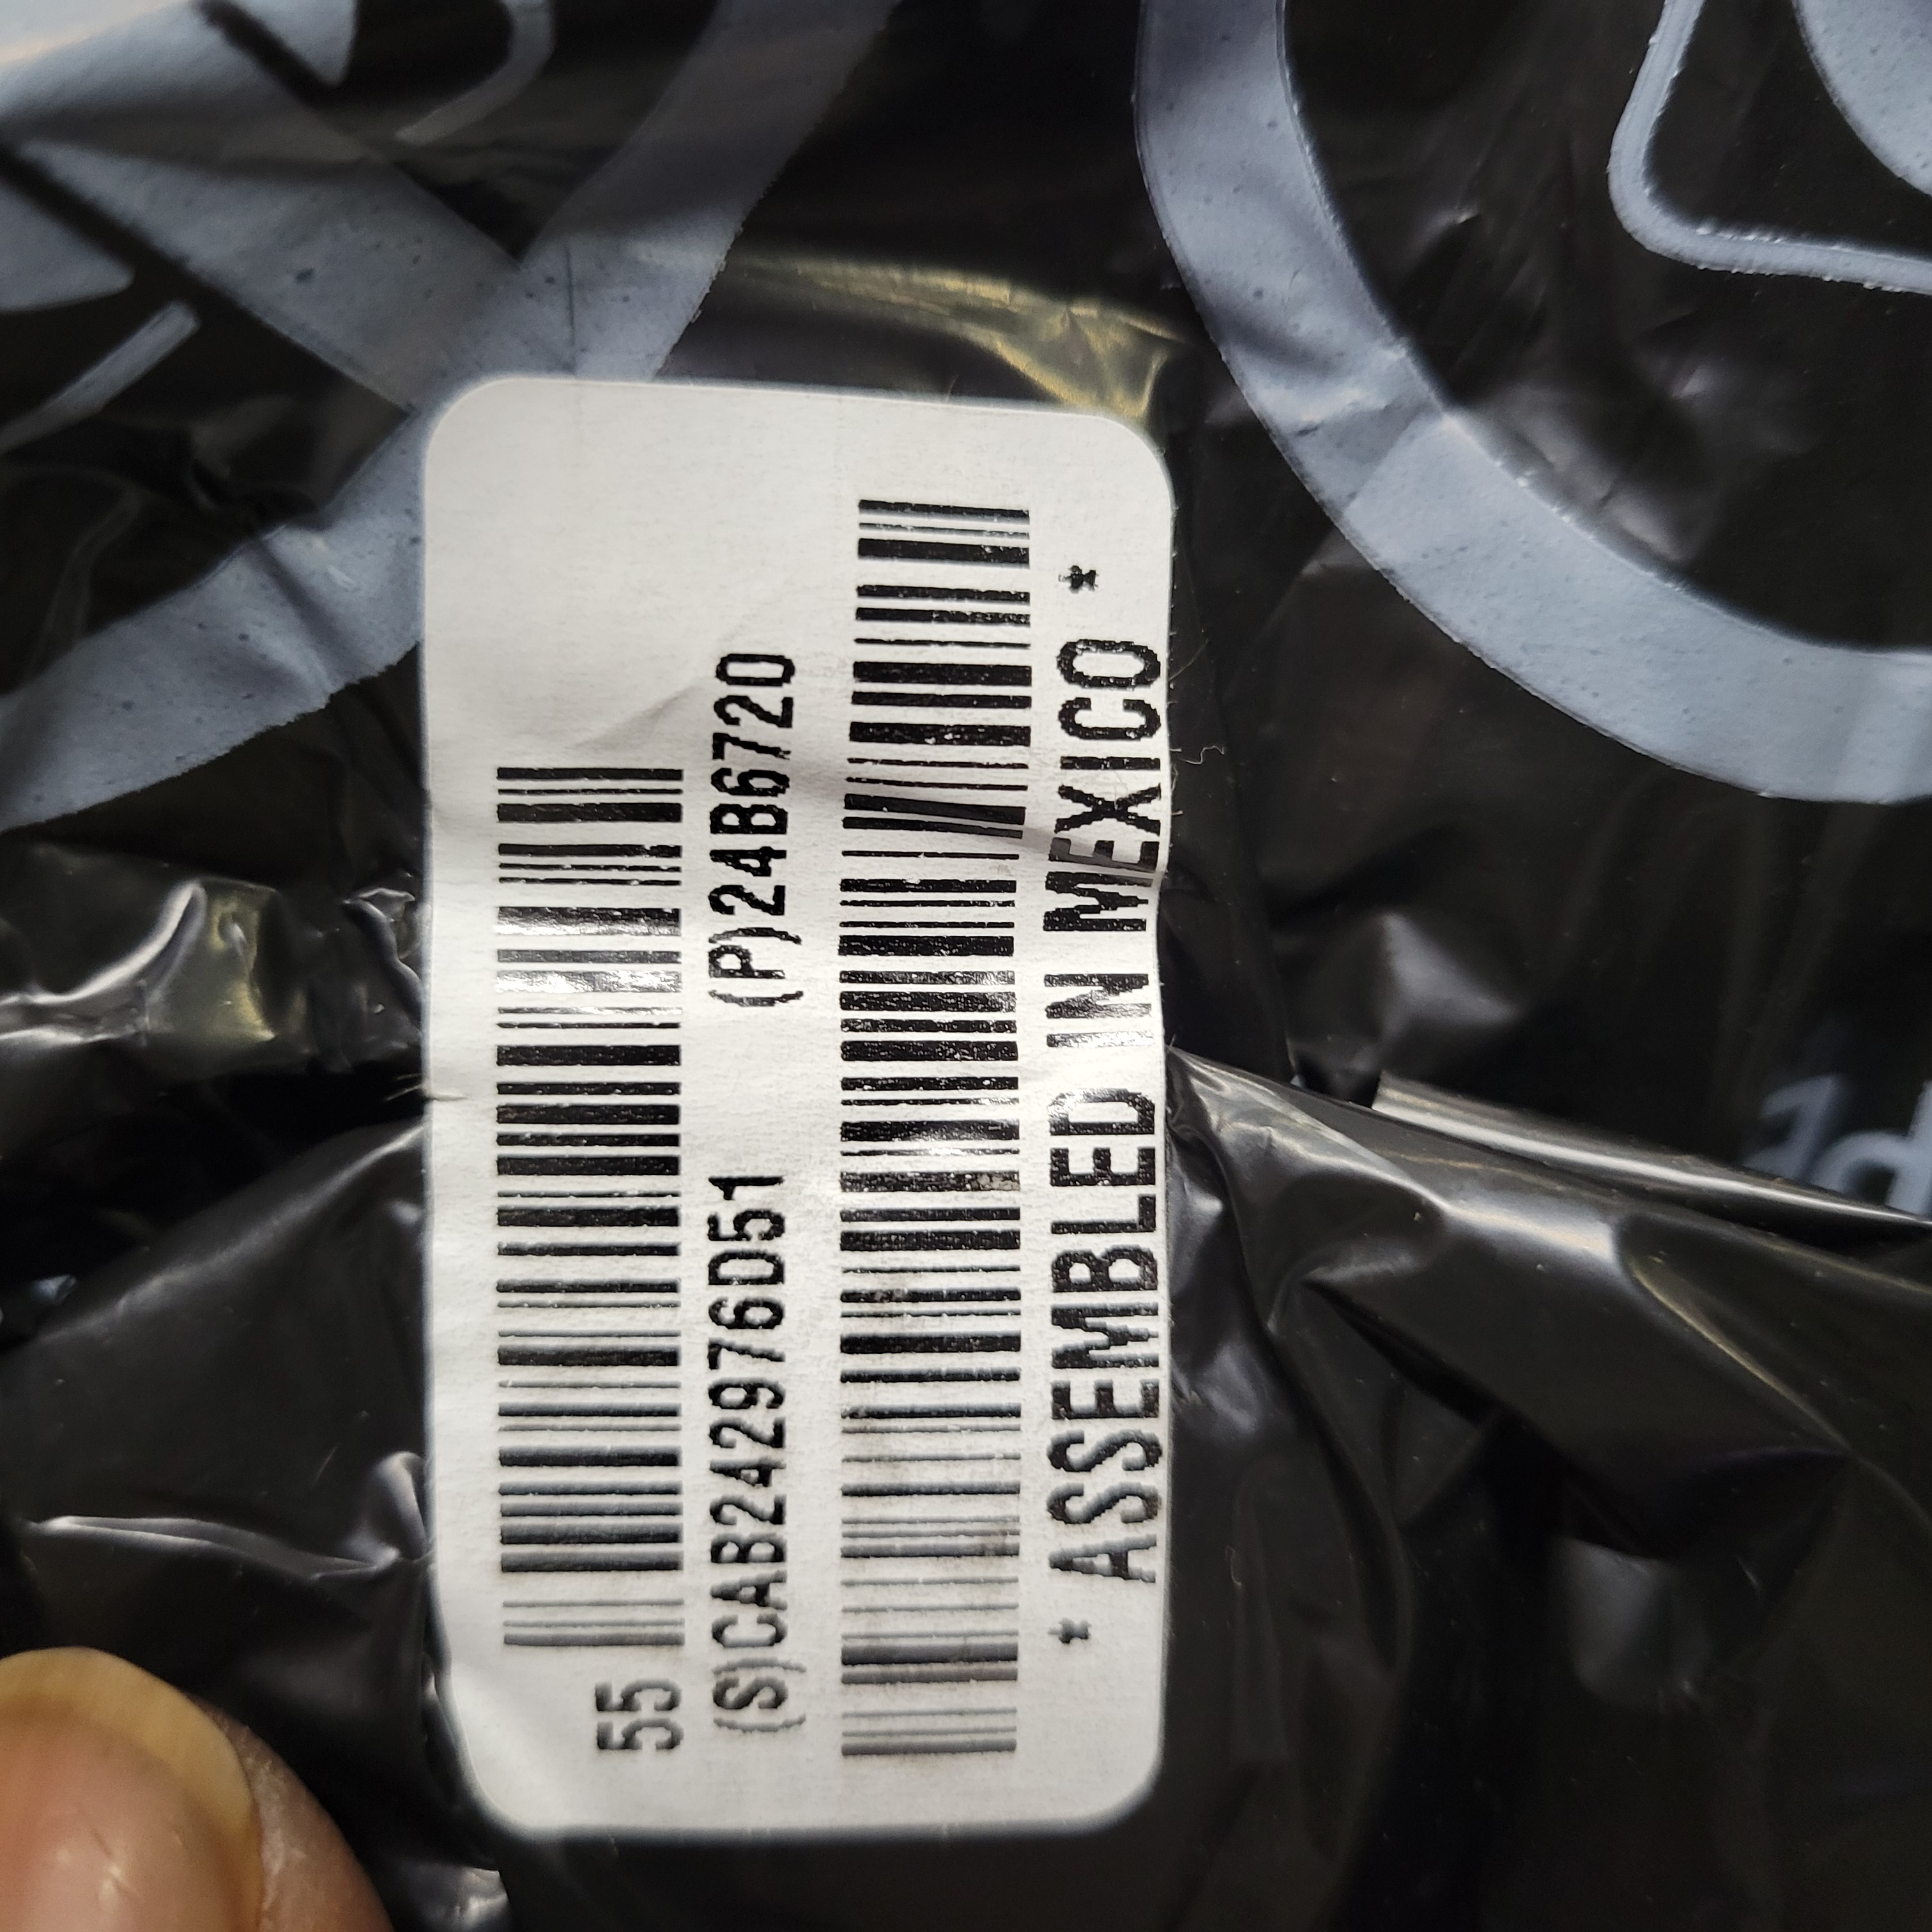 55
(S)CAB242976D51 (P)24B6720
* ASSEMBLED IN MEXICO *